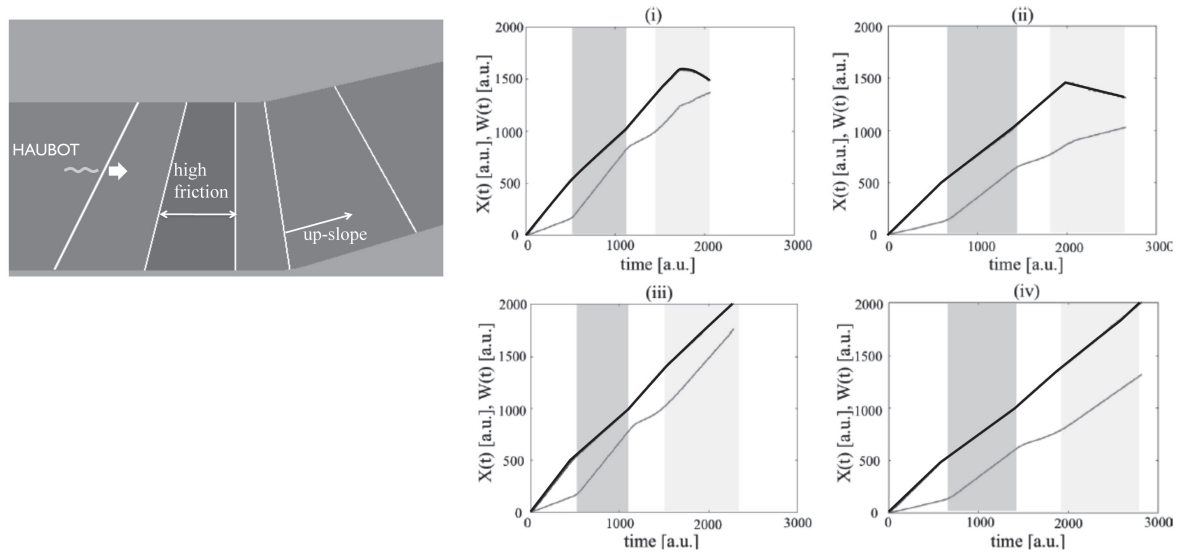 HAUBOT
high
friction
up-slope
(i)
X(t) [a.u.], W(t) [a.u.]
2000
1500
1000
500
0
0 1000 2000 3000
time [a.u.]
(ii)
X(t) [a.u.], W(t) [a.u.]
2000
1500
1000
500
0
0 1000 2000 3000
time [a.u.]
(iii)
X(t) [a.u.], W(t) [a.u.]
2000
1500
1000
500
0
0 1000 2000 3000
time [a.u.]
(iv)
X(t) [a.u.], W(t) [a.u.]
2000
1500
1000
500
0
0 1000 2000 3000
time [a.u.]